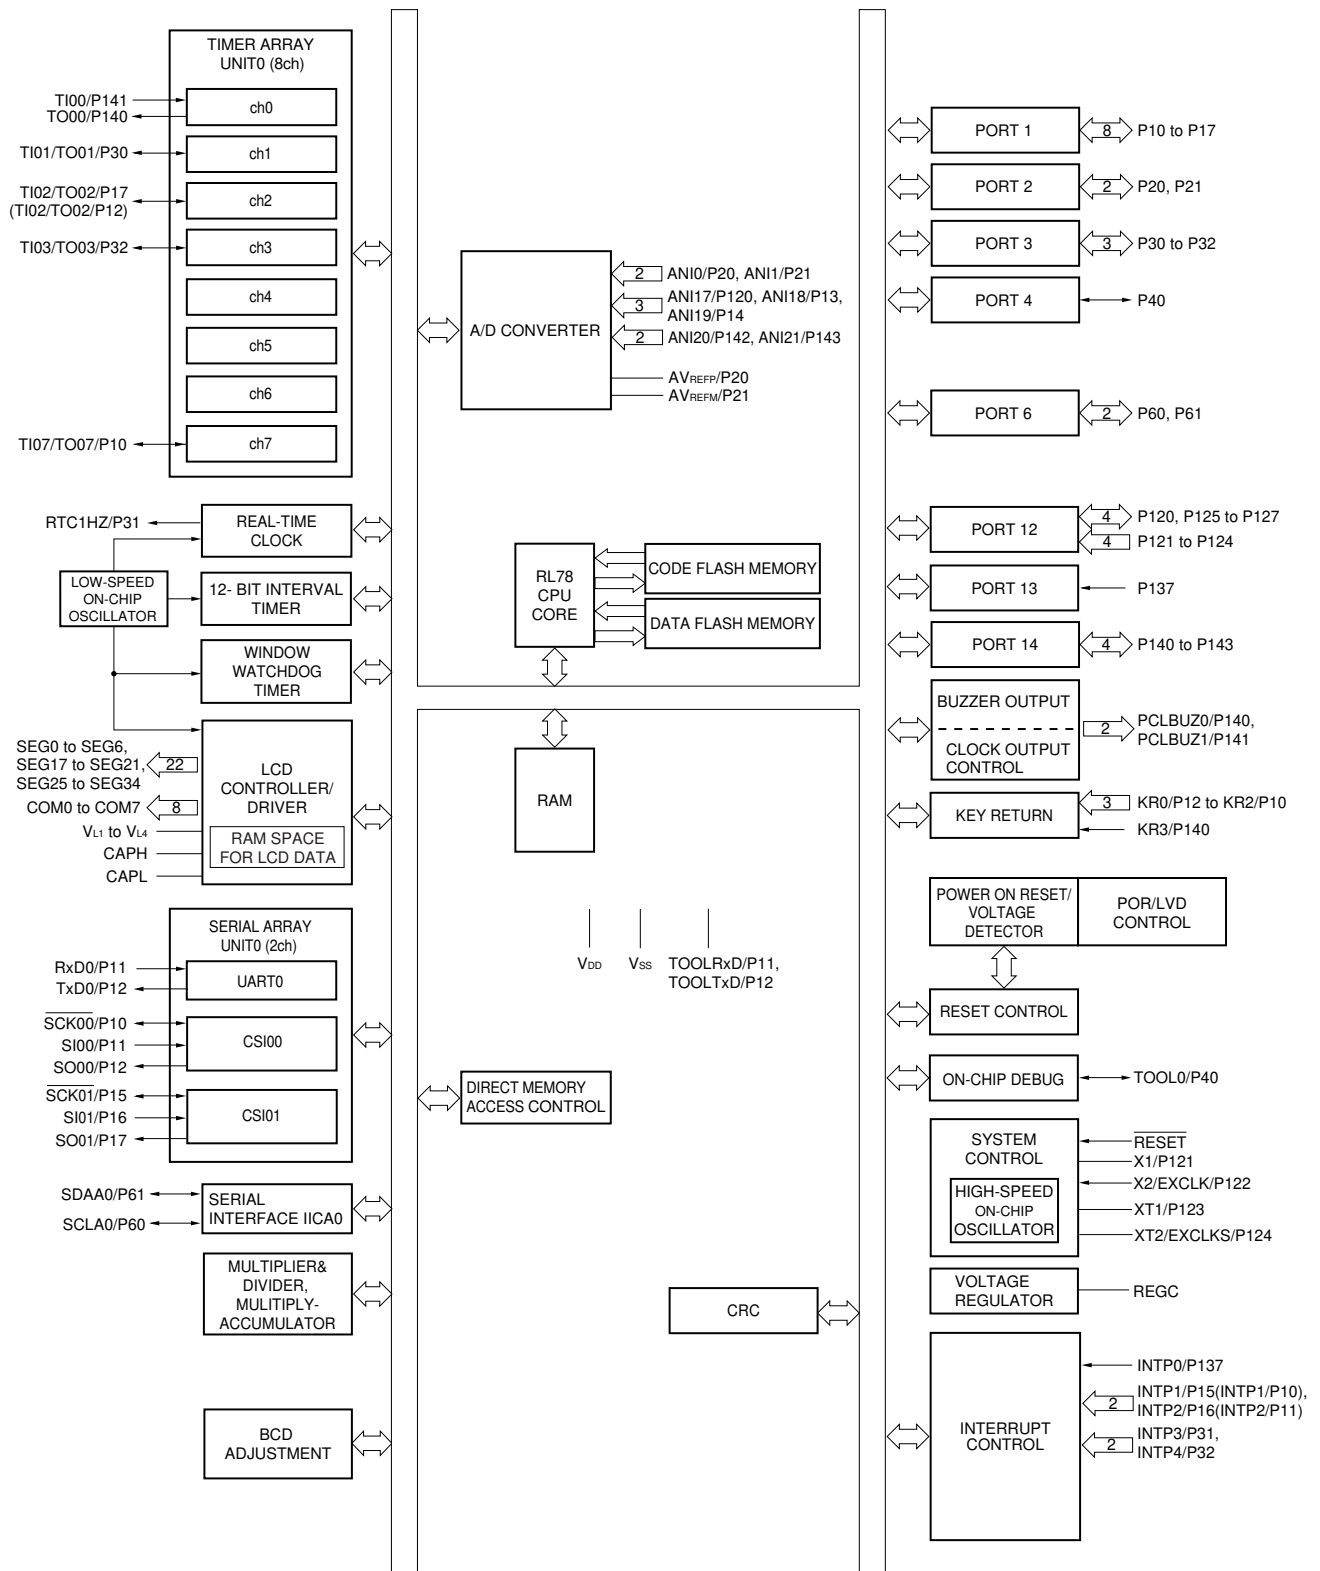 TIMER ARRAY
UNIT0 (8ch)
TI00/P141
TO00/P140
ch0
TI01/TO01/P30
ch1
TI02/TO02/P17
(TI02/TO02/P12)
ch2
TI03/TO03/P32
ch3
ch4
ch5
ch6
TI07/TO07/P10
ch7
RTC1HZ/P31
REAL-TIME
CLOCK
LOW-SPEED
ON-CHIP
OSCILLATOR
12- BIT INTERVAL
TIMER
WINDOW
WATCHDOG
TIMER
SEG0 to SEG6,
SEG17 to SEG21,
SEG25 to SEG34
22
COM0 to COM7
8
VL1 to VL4
CAPH
CAPL
LCD
CONTROLLER/
DRIVER
RAM SPACE
FOR LCD DATA
SERIAL ARRAY
UNIT0 (2ch)
RxD0/P11
TxD0/P12
UART0
SCK00/P10
SI00/P11
SO00/P12
CSI00
SCK01/P15
SI01/P16
SO01/P17
CSI01
SDAA0/P61
SCLA0/P60
SERIAL
INTERFACE IICA0
MULTIPLIER&
DIVIDER,
MULITIPLY-
ACCUMULATOR
BCD
ADJUSTMENT
A/D CONVERTER
2
ANI0/P20, ANI1/P21
3
ANI17/P120, ANI18/P13,
ANI19/P14
2
ANI20/P142, ANI21/P143
AVREFP/P20
AVREFM/P21
RL78
CPU
CORE
CODE FLASH MEMORY
DATA FLASH MEMORY
RAM
VDD
VSS
TOOLRxD/P11,
TOOLTxD/P12
DIRECT MEMORY
ACCESS CONTROL
CRC
PORT 1
8
P10 to P17
PORT 2
2
P20, P21
PORT 3
3
P30 to P32
PORT 4
P40
PORT 6
2
P60, P61
PORT 12
4
P120, P125 to P127
4
P121 to P124
PORT 13
P137
PORT 14
4
P140 to P143
BUZZER OUTPUT
CLOCK OUTPUT
CONTROL
2
PCLBUZ0/P140,
PCLBUZ1/P141
KEY RETURN
3
KR0/P12 to KR2/P10
KR3/P140
POWER ON RESET/
VOLTAGE
DETECTOR
POR/LVD
CONTROL
RESET CONTROL
ON-CHIP DEBUG
TOOL0/P40
SYSTEM
CONTROL
HIGH-SPEED
ON-CHIP
OSCILLATOR
RESET
X1/P121
X2/EXCLK/P122
XT1/P123
XT2/EXCLKS/P124
VOLTAGE
REGULATOR
REGC
INTERRUPT
CONTROL
INTP0/P137
2
INTP1/P15(INTP1/P10),
INTP2/P16(INTP2/P11)
2
INTP3/P31,
INTP4/P32